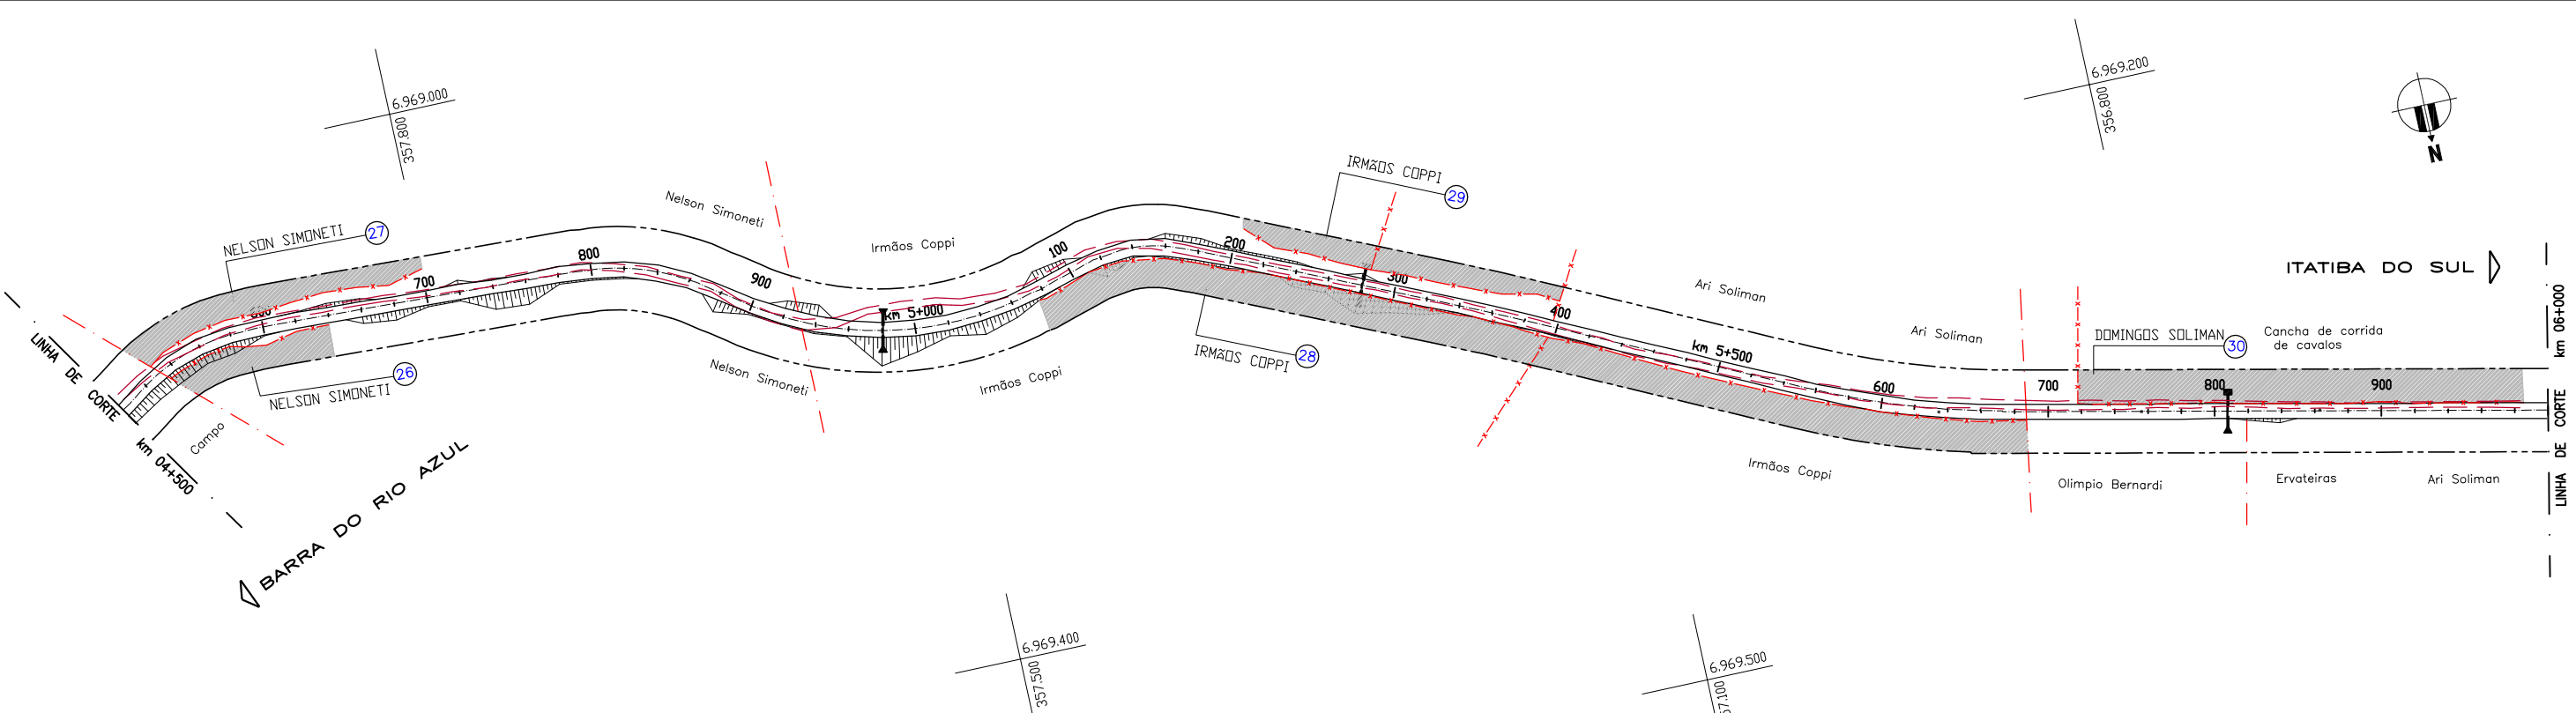 6.969.000
357.800
6.969.200
356.800
N
IRMÃOS COPPI
29
Nelson Simoneti
NELSON SIMONETI
27
Irmãos Coppi
800
100
200
700
900
300
km 5+000
400
600
Ari Soliman
ITATIBA DO SUL
km 06+000
LINHA DE CORTE
km 5+500
Ari Soliman
DOMINGOS SOLIMAN
30
Cancha de corrida
de cavalos
600
700
800
900
LINHA DE CORTE
NELSON SIMONETI
26
Nelson Simoneti
Irmãos Coppi
IRMÃOS COPPI
28
Campo
km 04+500
BARRA DO RIO AZUL
Irmãos Coppi
Olimpio Bernardi
Ervateiras
Ari Soliman
6.969.400
357.500
6.969.500